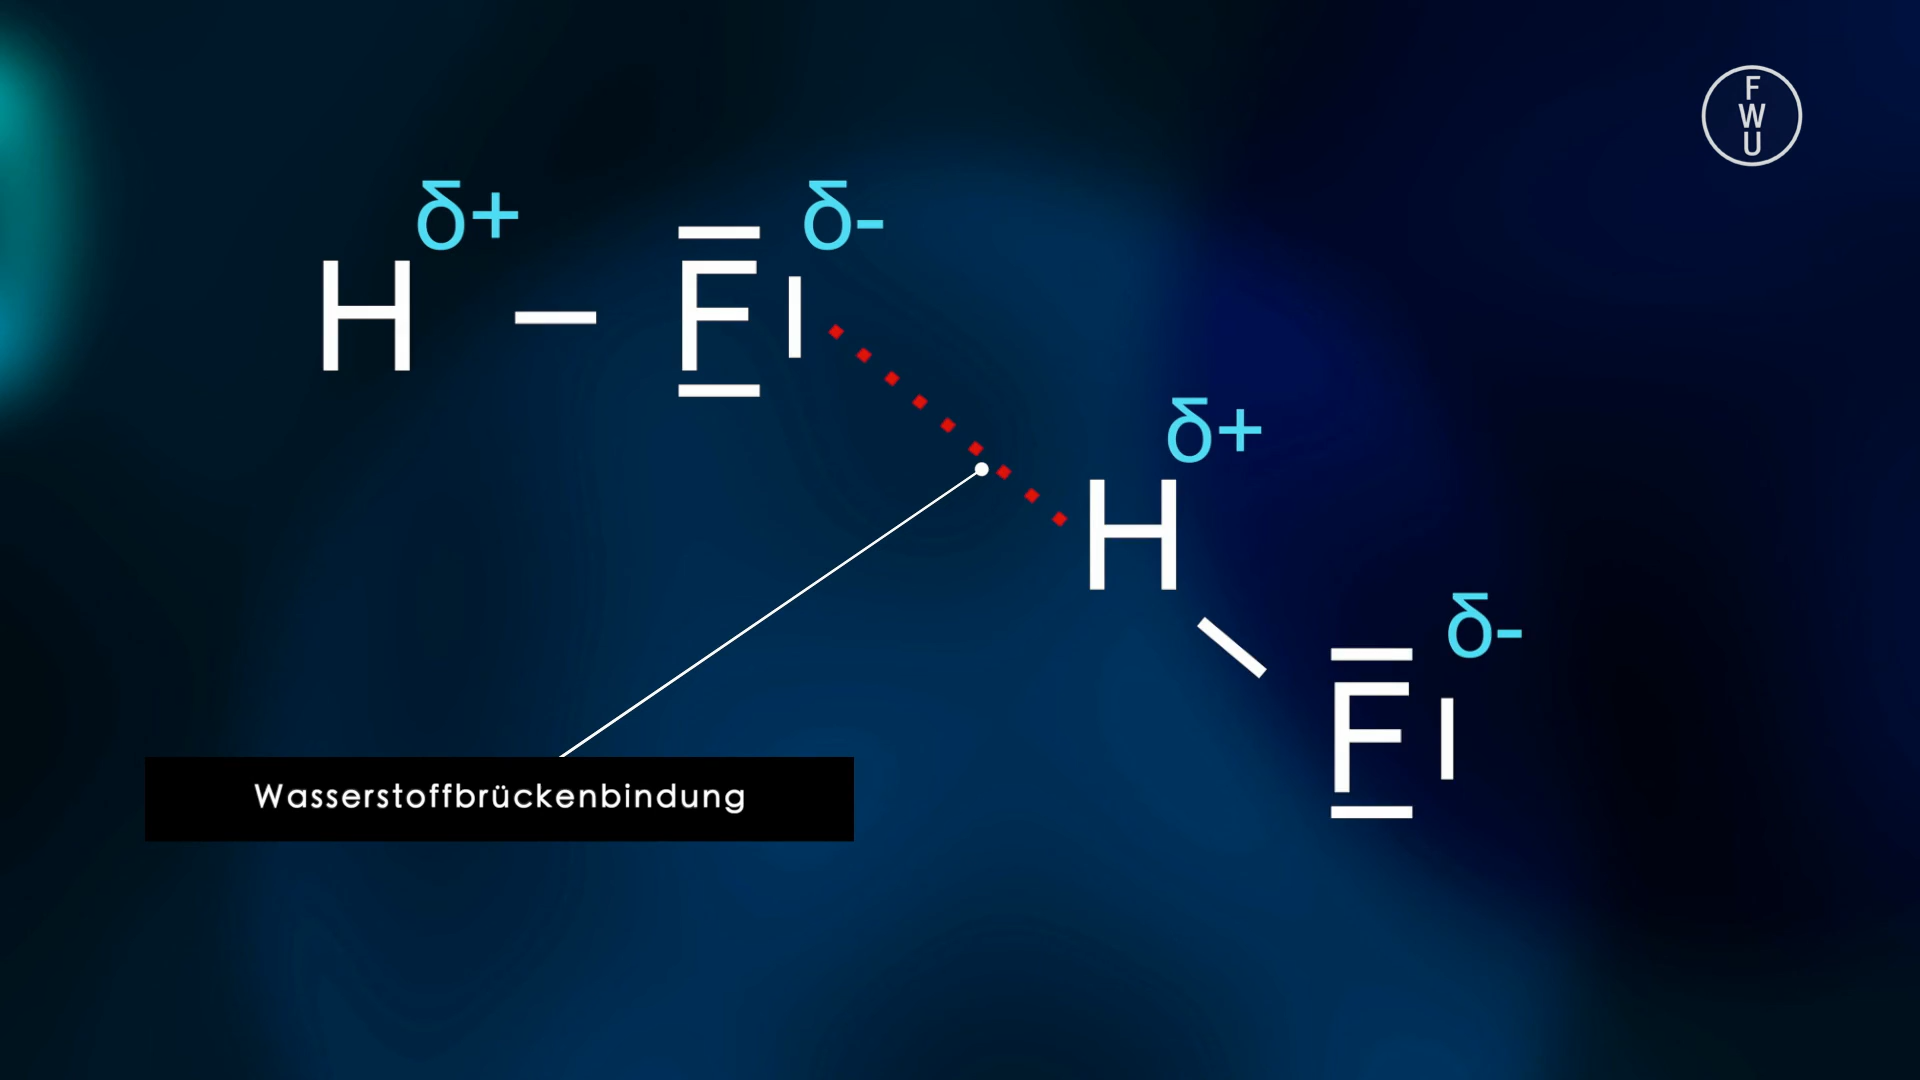 F
W
U
δ+
δ-
H – F
δ+
H
δ-
F
Wasserstoffbrückenbindung